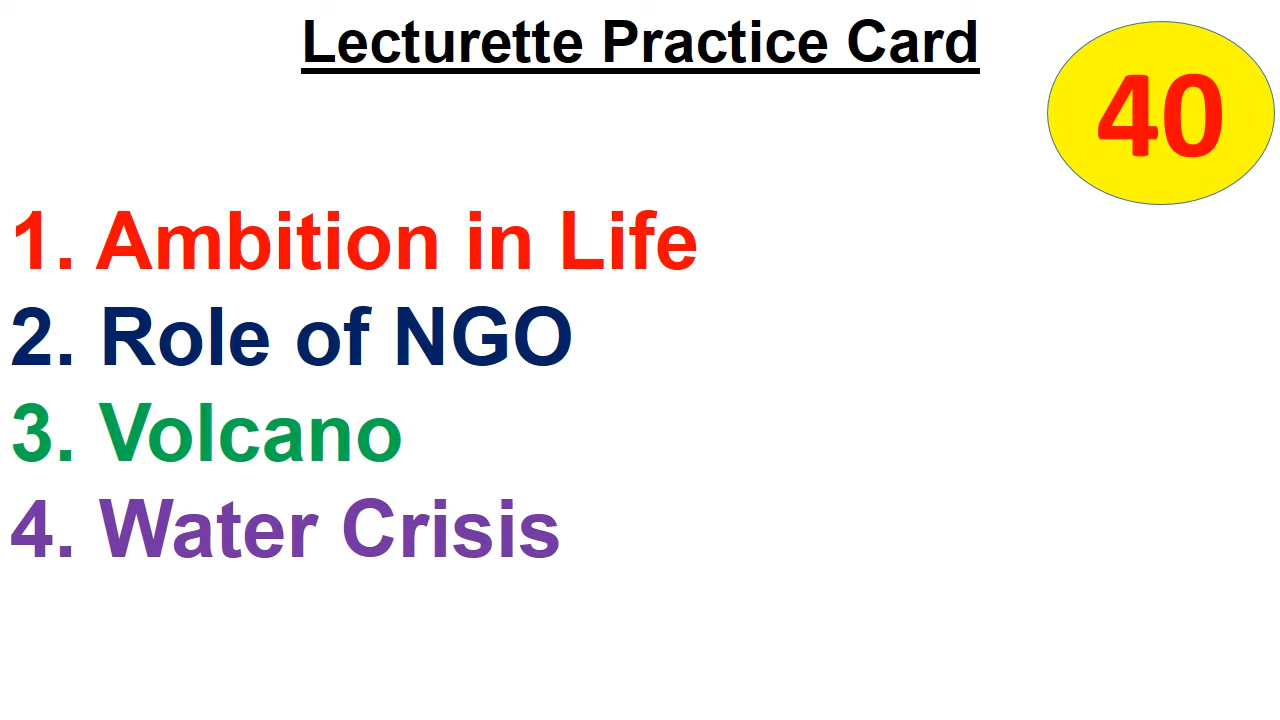 Lecturette Practice Card
40
1. Ambition in Life
2. Role of NGO
3. Volcano
4. Water Crisis